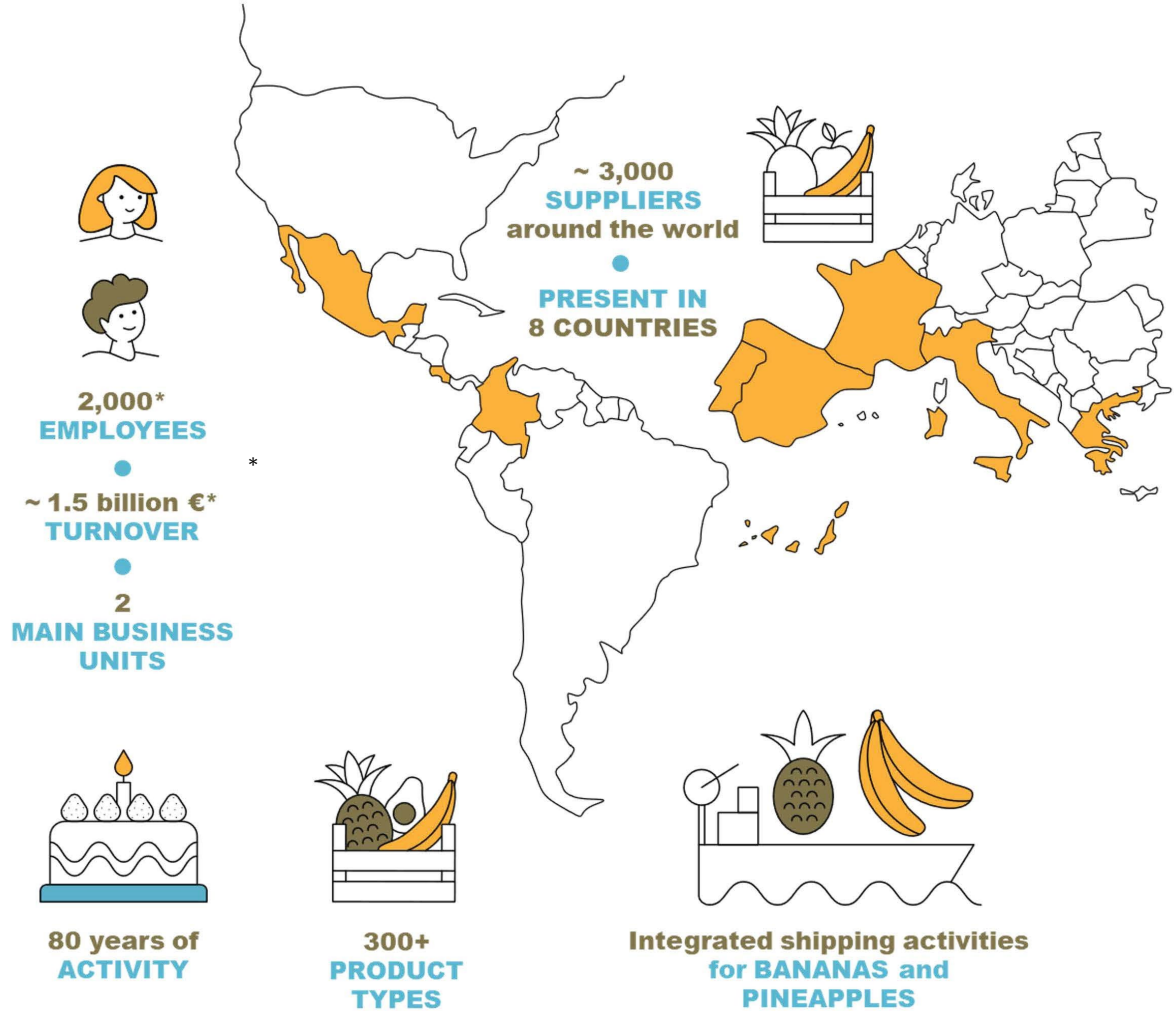 ~ 3,000
SUPPLIERS
around the world
PRESENT IN
8 COUNTRIES
2,000*
EMPLOYEES
*
~ 1.5 billion €*
TURNOVER
2
MAIN BUSINESS
UNITS
80 years of
ACTIVITY
300+
PRODUCT
TYPES
Integrated shipping activities
for BANANAS and
PINEAPPLES